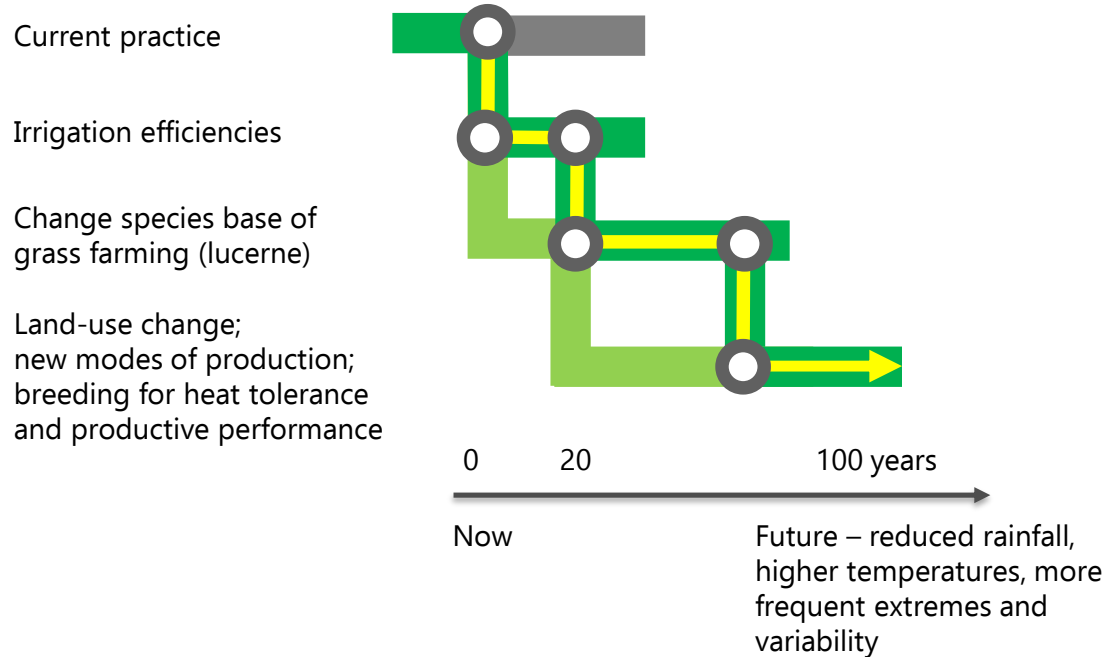 Current practice
Irrigation efficiencies
Change species base of
grass farming (lucerne)
Land-use change;
new modes of production;
breeding for heat tolerance
and productive performance
0 20 100 years
Now
Future – reduced rainfall,
higher temperatures, more
frequent extremes and
variability